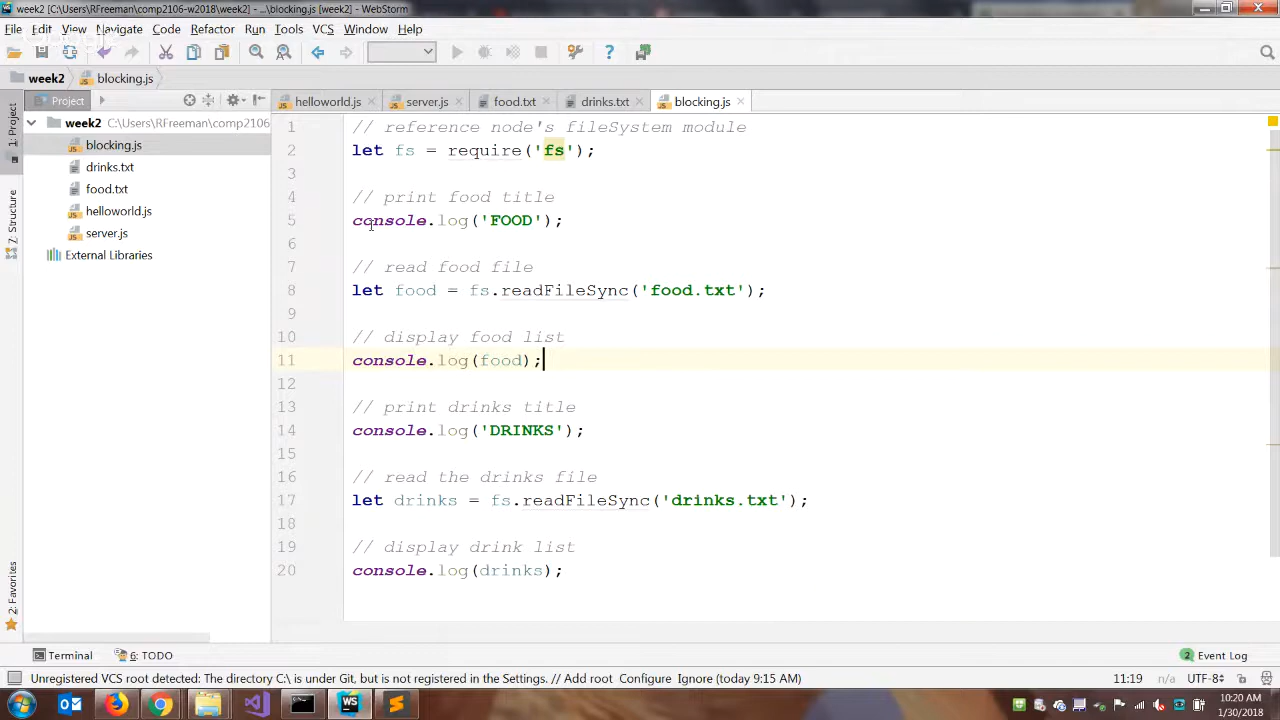 week2 [C:\Users\RFreeman\comp2106-w2018\week2] - ...\blocking.js [week2] - WebStorm
File Edit View Navigate Code Refactor Run Tools VCS Window Help
week2 blocking.js
Project helloworld.js server.js food.txt drinks.txt blocking.js
1: Project
7: Structure
2: Favorites
week2 C:\Users\RFreeman\comp2106
blocking.js
drinks.txt
food.txt
helloworld.js
server.js
External Libraries
1 // reference node's fileSystem module
2 let fs = require('fs');
3
4 // print food title
5 console.log('FOOD');
6
7 // read food file
8 let food = fs.readFileSync('food.txt');
9
10 // display food list
11 console.log(food);
12
13 // print drinks title
14 console.log('DRINKS');
15
16 // read the drinks file
17 let drinks = fs.readFileSync('drinks.txt');
18
19 // display drink list
20 console.log(drinks);
Terminal 6: TODO 2 Event Log
Unregistered VCS root detected: The directory C:\ is under Git, but is not registered in the Settings. // Add root Configure Ignore (today 9:15 AM) 11:19 n/a UTF-8
WS
10:20 AM
1/30/2018